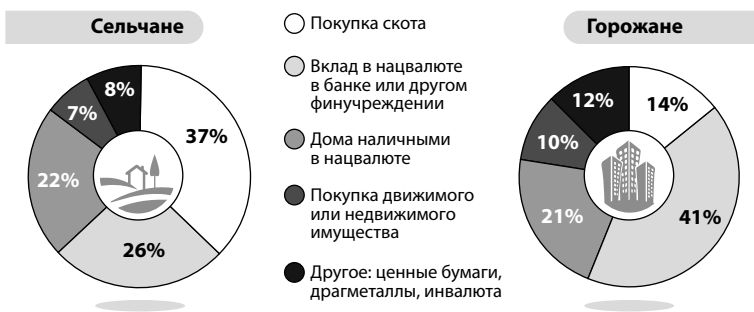 Сельчане
8%
7%
37%
22%
26%
Покупка скота
Вклад в нацвалюте
в банке или другом
финучреждении
Дома наличными
в нацвалюте
Покупка движимого
или недвижимого
имущества
Другое: ценные бумаги,
драгметаллы, инвалюта
Горожане
12%
14%
10%
21%
41%